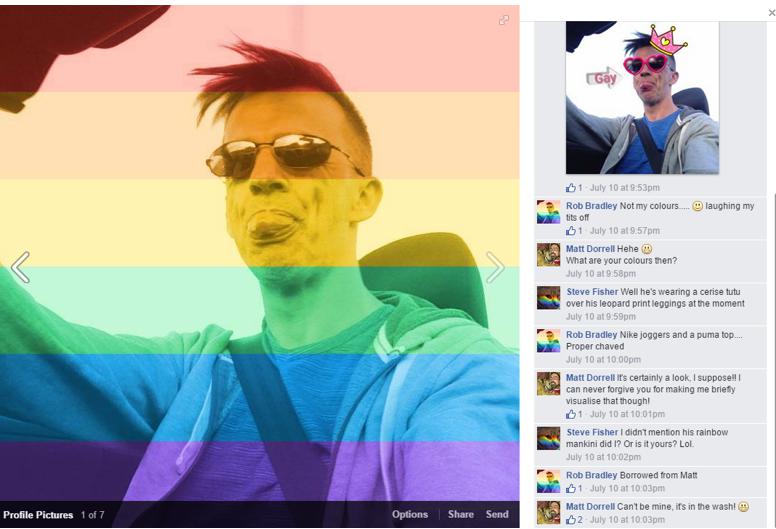 Gay
1 · July 10 at 9:53pm
Rob Bradley Not my colours..... laughing my
tits off
1 · July 10 at 9:57pm
Matt Dorrell Hehe
What are your colours then?
July 10 at 9:58pm
Steve Fisher Well he's wearing a cerise tutu
over his leopard print leggings at the moment
July 10 at 9:59pm
Rob Bradley Nike joggers and a puma top....
Proper chaved
July 10 at 10:00pm
Matt Dorrell It's certainly a look, I suppose!! I
can never forgive you for making me briefly
visualise that though!
1 · July 10 at 10:01pm
Steve Fisher I didn't mention his rainbow
mankini did I? Or is it yours? Lol.
July 10 at 10:02pm
Rob Bradley Borrowed from Matt
1 · July 10 at 10:03pm
Matt Dorrell Can't be mine, it's in the wash!
2 · July 10 at 10:03pm
Profile Pictures 1 of 7
Options Share Send